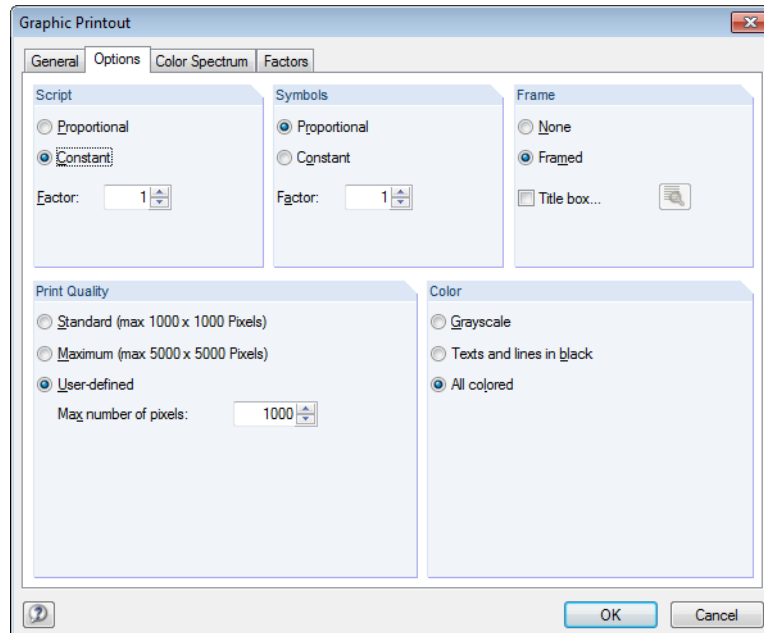 Graphic Printout
General Options Color Spectrum Factors
Script
Proportional
Constant
Factor: 1
Symbols
Proportional
Constant
Factor: 1
Frame
None
Framed
Title box...
Print Quality
Standard (max 1000 x 1000 Pixels)
Maximum (max 5000 x 5000 Pixels)
User-defined
Max number of pixels: 1000
Color
Grayscale
Texts and lines in black
All colored
OK Cancel